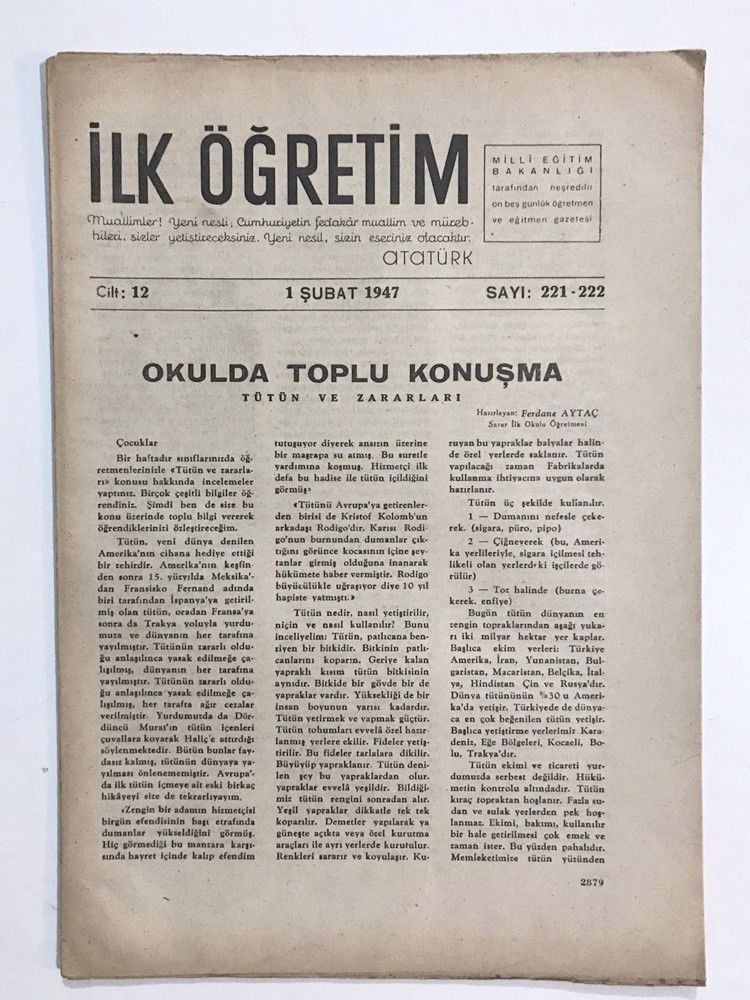 İLK ÖĞRETİM
Muallimler! Yeni nesli, Cumhuriyetin fedakâr muallim ve müreb-
bileri, sizler yetiştireceksiniz. Yeni nesil, sizin eseriniz olacaktır.
ATATÜRK
MİLLİ EĞİTİM
BAKANLIĞI
tarafından neşredilir
on beş günlük öğretmen
ve eğitmen gazetesi
Cilt: 12
1 ŞUBAT 1947
SAYI: 221-222
OKULDA TOPLU KONUŞMA
TÜTÜN VE ZARARLARI
Hazırlayan: Ferdane AYTAÇ
Sarar İlk Okulu Öğretmesi
Çocuklar
Bir haftadır sınıflarınızda öğ-
retmenlerinizle «Tütün ve zararla-
rı» konusu hakkında incelemeler
yaptınız. Birçok çeşitli bilgiler öğ-
rendiniz. Şimdi ben de size bu
konu üzerinde toplu bilgi vererek
öğrendiklerinizi özleştireceğim.
Tütün, yeni dünya denilen
Amerika'nın cihana hediye ettiği
bir zehirdir. Amerika'nın keşfin-
den sonra 15. yüzyılda Meksika'-
dan Fransisko Fernand adında
biri tarafından İspanya'ya getiril-
miş olan tütün, oradan Fransa'ya
sonra da Trakya yoluyla yurdu-
muza ve dünyanın her tarafına
yayılmıştır. Tütünün zararlı oldu-
ğu anlaşılınca yasak edilmeğe ça-
lışılmış, dünyanın her tarafına
yayılmıştır. Tütünün zararlı oldu-
ğu anlaşılınca yasak edilmeğe ça-
lışılmış, her tarafta ağır cezalar
verilmiştir. Yurdumuzda da Dör-
düncü Murat'ın tütün içenleri
çuvallara koyarak Haliç'e attırdığı
söylenmektedir. Bütün bunlar fay-
dasız kalmış, tütünün dünyaya ya-
yılması önlenememiştir. Avrupa'-
da ilk tütün içmeye ait eski birkaç
hikâyeyi size de tekrarlıyayım.
«Zengin bir adamın hizmetçisi
birgün efendisinin başı etrafında
dumanlar yükseldiğini görmüş.
Hiç görmediği bu manzara karşı-
sında hayret içinde kalıp efendim
tutuşuyor diyerek ansızın üzerine
bir maşrapa su atmış. Bu suretle
yardımına koşmuş. Hizmetçi ilk
defa bu hadise ile tütün içildiğini
görmüş»
«Tütünü Avrupa'ya getirenler-
den birisi de Kristof Kolomb'un
arkadaşı Rodigo'dır. Karısı Rodi-
go'nun burnundan dumanlar çık-
tığını görünce kocasının içine şey-
tanlar girmiş olduğuna inanarak
hükümete haber vermiştir. Rodigo
büyücülükle uğraşıyor diye 10 yıl
hapiste yatmıştı.»
Tütün nedir, nasıl yetiştirilir,
niçin ve nasıl kullanılır? Bunu
inceliyelim: Tütün, patlıcana ben-
ziyen bir bitkidir. Bitkinin patlı-
canlarını koparın. Geriye kalan
yapraklı kısım tütün bitkisinin
aynıdır. Bitkide bir gövde bir de
yapraklar vardır. Yüksekliği de bir
insan boyunun yarısı kadardır.
Tütün yetirmek ve yapmak güçtür.
Tütün tohumları evvelâ özel hazır-
lanmış yerlere ekilir. Fideler yetiş-
tirilir. Bu fideler tarlalara dikilir.
Büyüyüp yapraklanır. Tütün deni-
len şey bu yapraklardan olur.
yapraklar evvelâ yeşildir. Bildiği-
miz tütün rengini sonradan alır.
Yeşil yapraklar dikkatle tek tek
koparılır. Demetler yapılarak ya
güneşte açıkta veya özel kurutma
araçları ile ayrı yerlerde kurutulur.
Renkleri sararır ve koyulaşır. Ku-
ruyan bu yapraklar balyalar halin-
de özel yerlerde saklanır. Tütün
yapılacağı zaman Fabrikalarda
kullanma ihtiyacına uygun olarak
hazırlanır.
Tütün üç şekilde kullanılır.
1 — Dumanını nefesle çeke-
rek. (sigara, püro, pipo)
2 — Çiğneyerek (bu, Ameri-
ka yerlileriyle, sigara içilmesi teh-
likeli olan yerlerdeki işçilerde gö-
rülür)
3 — Toz halinde (burna çe-
kerek. enfiye)
Bugün tütün dünyanın en
zengin topraklarından aşağı yuka-
rı iki milyar hektar yer kaplar.
Başlıca ekim yerleri: Türkiye
Amerika, İran, Yunanistan, Bul-
garistan, Macaristan, Belçika, İtal-
ya, Hindistan Çin ve Rusya'dır.
Dünya tütününün %30 u Ameri-
ka'da yetişir. Türkiyede de dünya-
ca en çok beğenilen tütün yetişir.
Başlıca yetiştirme yerlerimiz Kara-
deniz, Eğe Bölgeleri, Kocaeli, Bo-
lu, Trakya'dır.
Tütün ekimi ve ticareti yur-
dumuzda serbest değildir. Hükü-
metin kontrolu altındadır. Tütün
kıraç topraktan hoşlanır. Fazla su-
dan ve sulak yerlerden pek hoş-
lanmaz. Ekimi, bakımı, kullanılır
bir hale getirilmesi çok emek ve
zaman ister. Bu yüzden pahalıdır.
Memleketimize tütün yüzünden
2879